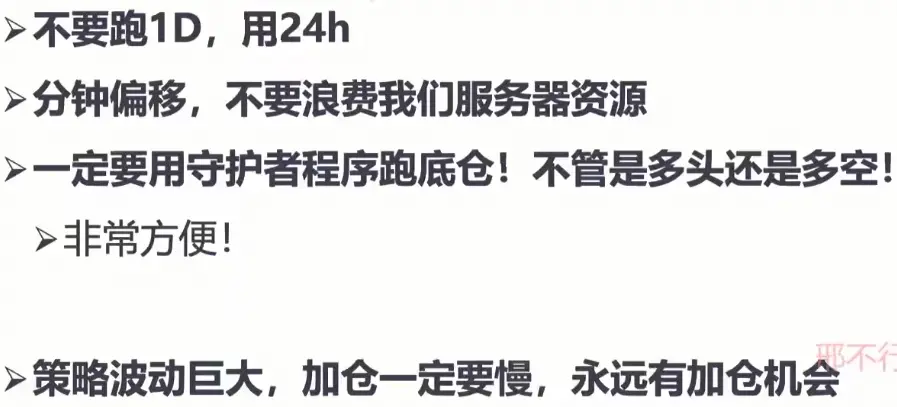 ➢不要跑1D，用24h
➢分钟偏移，不要浪费我们服务器资源
➢一定要用守护者程序跑底仓！不管是多头还是多空！
➢非常方便！
邢不行
➢策略波动巨大，加仓一定要慢，永远有加仓机会